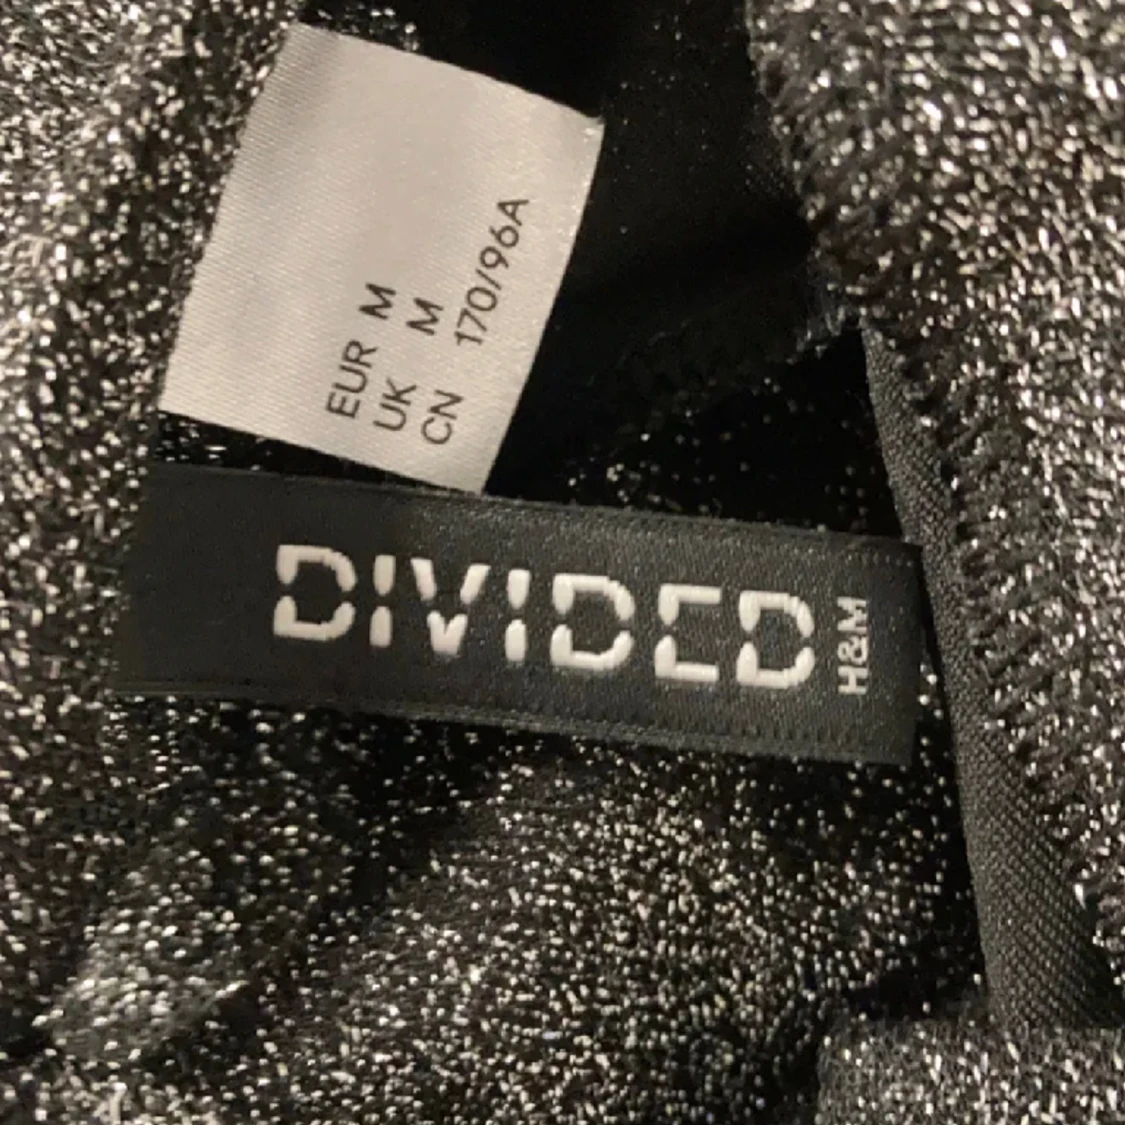 EUR M
UK M
CN 170/96A
DIVIDED
H&M